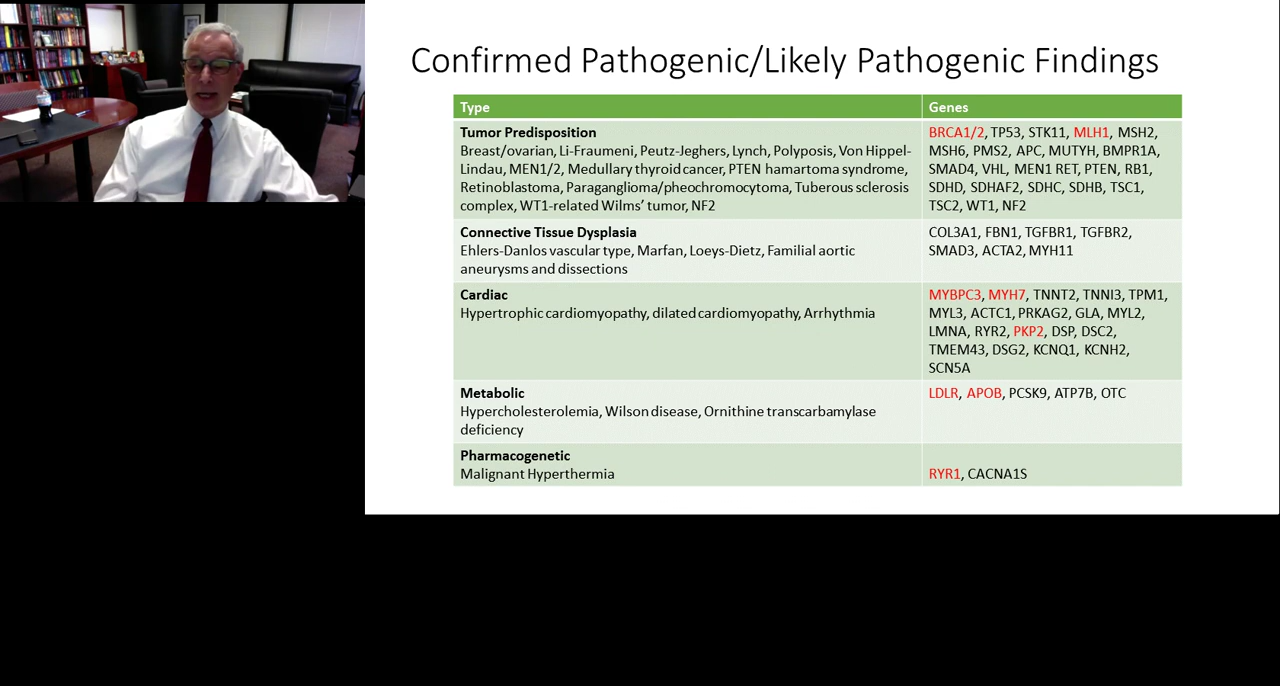 Confirmed Pathogenic/Likely Pathogenic Findings
Type
Genes
Tumor Predisposition
Breast/ovarian, Li-Fraumeni, Peutz-Jeghers, Lynch, Polyposis, Von Hippel-
Lindau, MEN1/2, Medullary thyroid cancer, PTEN hamartoma syndrome,
Retinoblastoma, Paraganglioma/pheochromocytoma, Tuberous sclerosis
complex, WT1-related Wilms’ tumor, NF2
BRCA1/2, TP53, STK11, MLH1, MSH2,
MSH6, PMS2, APC, MUTYH, BMPR1A,
SMAD4, VHL, MEN1 RET, PTEN, RB1,
SDHD, SDHAF2, SDHC, SDHB, TSC1,
TSC2, WT1, NF2
Connective Tissue Dysplasia
Ehlers-Danlos vascular type, Marfan, Loeys-Dietz, Familial aortic
aneurysms and dissections
COL3A1, FBN1, TGFBR1, TGFBR2,
SMAD3, ACTA2, MYH11
Cardiac
Hypertrophic cardiomyopathy, dilated cardiomyopathy, Arrhythmia
MYBPC3, MYH7, TNNT2, TNNI3, TPM1,
MYL3, ACTC1, PRKAG2, GLA, MYL2,
LMNA, RYR2, PKP2, DSP, DSC2,
TMEM43, DSG2, KCNQ1, KCNH2,
SCN5A
Metabolic
Hypercholesterolemia, Wilson disease, Ornithine transcarbamylase
deficiency
LDLR, APOB, PCSK9, ATP7B, OTC
Pharmacogenetic
Malignant Hyperthermia
RYR1, CACNA1S